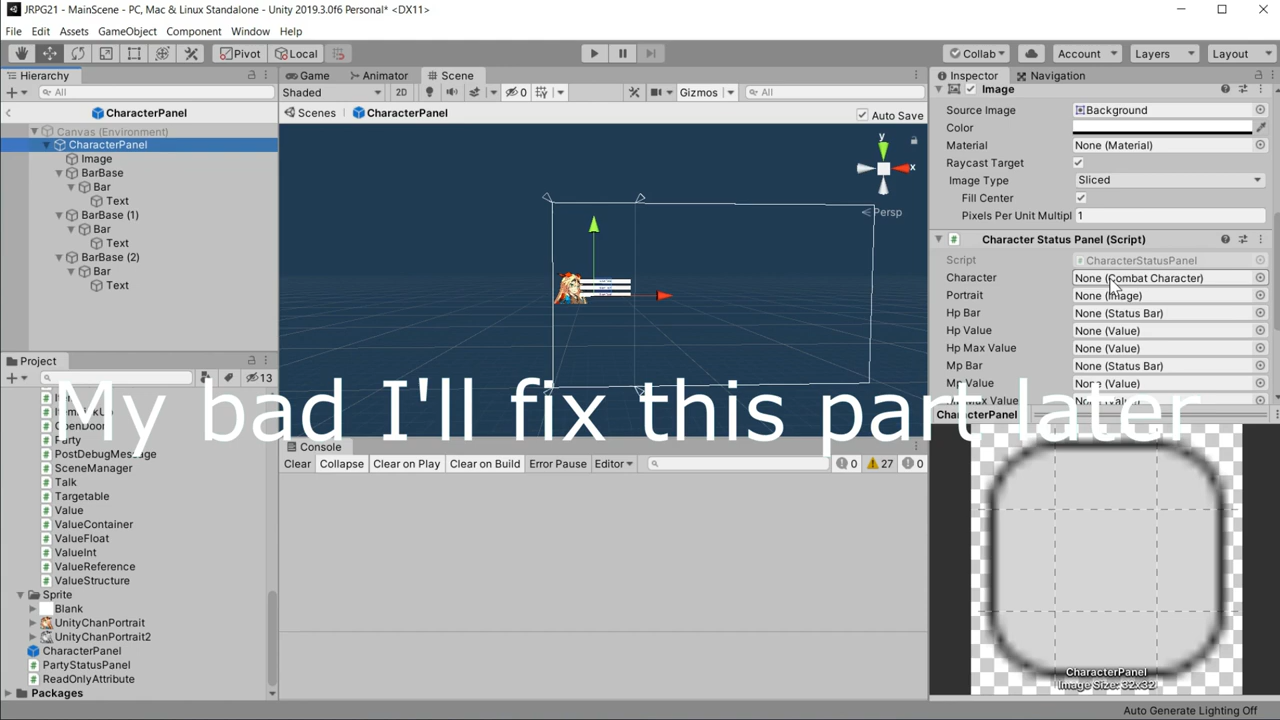 JRPG21 - MainScene - PC, Mac & Linux Standalone - Unity 2019.3.0f6 Personal* <DX11>
File Edit Assets GameObject Component Window Help
Pivot Local Collab Account Layers Layout
Hierarchy
All
CharacterPanel
Canvas (Environment)
CharacterPanel
Image
BarBase
Bar
Text
BarBase (1)
Bar
Text
BarBase (2)
Bar
Text
Game Animator Scene
Shaded 2D 0 Gizmos All
Scenes CharacterPanel Auto Save
y
x
Persp
Inspector Navigation
Image
Source Image Background
Color
Material None (Material)
Raycast Target
Image Type Sliced
Fill Center
Pixels Per Unit Multipl 1
Character Status Panel (Script)
Script CharacterStatusPanel
Character None (Combat Character)
Portrait None (Image)
Hp Bar None (Status Bar)
Hp Value None (Value)
Hp Max Value None (Value)
Mp Bar None (Status Bar)
Mp Value None (Value)
Mp Max Value None (Value)
My bad I'll fix this part later
Project
13
OpenDoor
Party
PostDebugMessage
SceneManager
Talk
Targetable
Value
ValueContainer
ValueFloat
ValueInt
ValueReference
ValueStructure
Sprite
Blank
UnityChanPortrait
UnityChanPortrait2
CharacterPanel
PartyStatusPanel
ReadOnlyAttribute
Packages
Console
Clear Collapse Clear on Play Clear on Build Error Pause Editor 0 27 0
CharacterPanel
CharacterPanel
Image Size: 32x32
Auto Generate Lighting Off